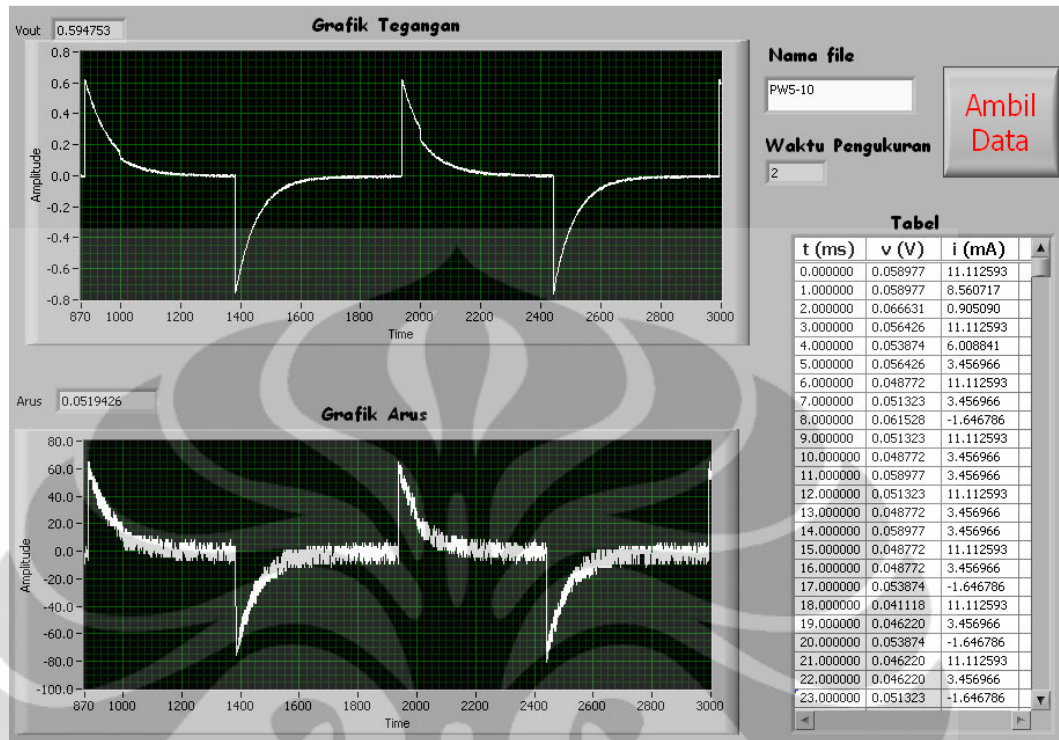 Vout 0.594753
Grafik Tegangan
Amplitude
0.8
0.6
0.4
0.2
0.0
-0.2
-0.4
-0.6
-0.8
870 1000 1200 1400 1600 1800 2000 2200 2400 2600 2800 3000
Time
Nama file
PW5-10
Waktu Pengukuran
2
Ambil
Data
Arus 0.0519426
Grafik Arus
Amplitude
80.0
60.0
40.0
20.0
0.0
-20.0
-40.0
-60.0
-80.0
-100.0
870 1000 1200 1400 1600 1800 2000 2200 2400 2600 2800 3000
Time
Tabel
t (ms) v (V) i (mA)
0.000000 0.058977 11.112593
1.000000 0.058977 8.560717
2.000000 0.066631 0.905090
3.000000 0.056426 11.112593
4.000000 0.053874 6.008841
5.000000 0.056426 3.456966
6.000000 0.048772 11.112593
7.000000 0.051323 3.456966
8.000000 0.061528 -1.646786
9.000000 0.051323 11.112593
10.000000 0.048772 3.456966
11.000000 0.058977 3.456966
12.000000 0.051323 11.112593
13.000000 0.048772 3.456966
14.000000 0.058977 3.456966
15.000000 0.048772 11.112593
16.000000 0.048772 3.456966
17.000000 0.053874 -1.646786
18.000000 0.041118 11.112593
19.000000 0.046220 3.456966
20.000000 0.053874 -1.646786
21.000000 0.046220 11.112593
22.000000 0.046220 3.456966
23.000000 0.051323 -1.646786